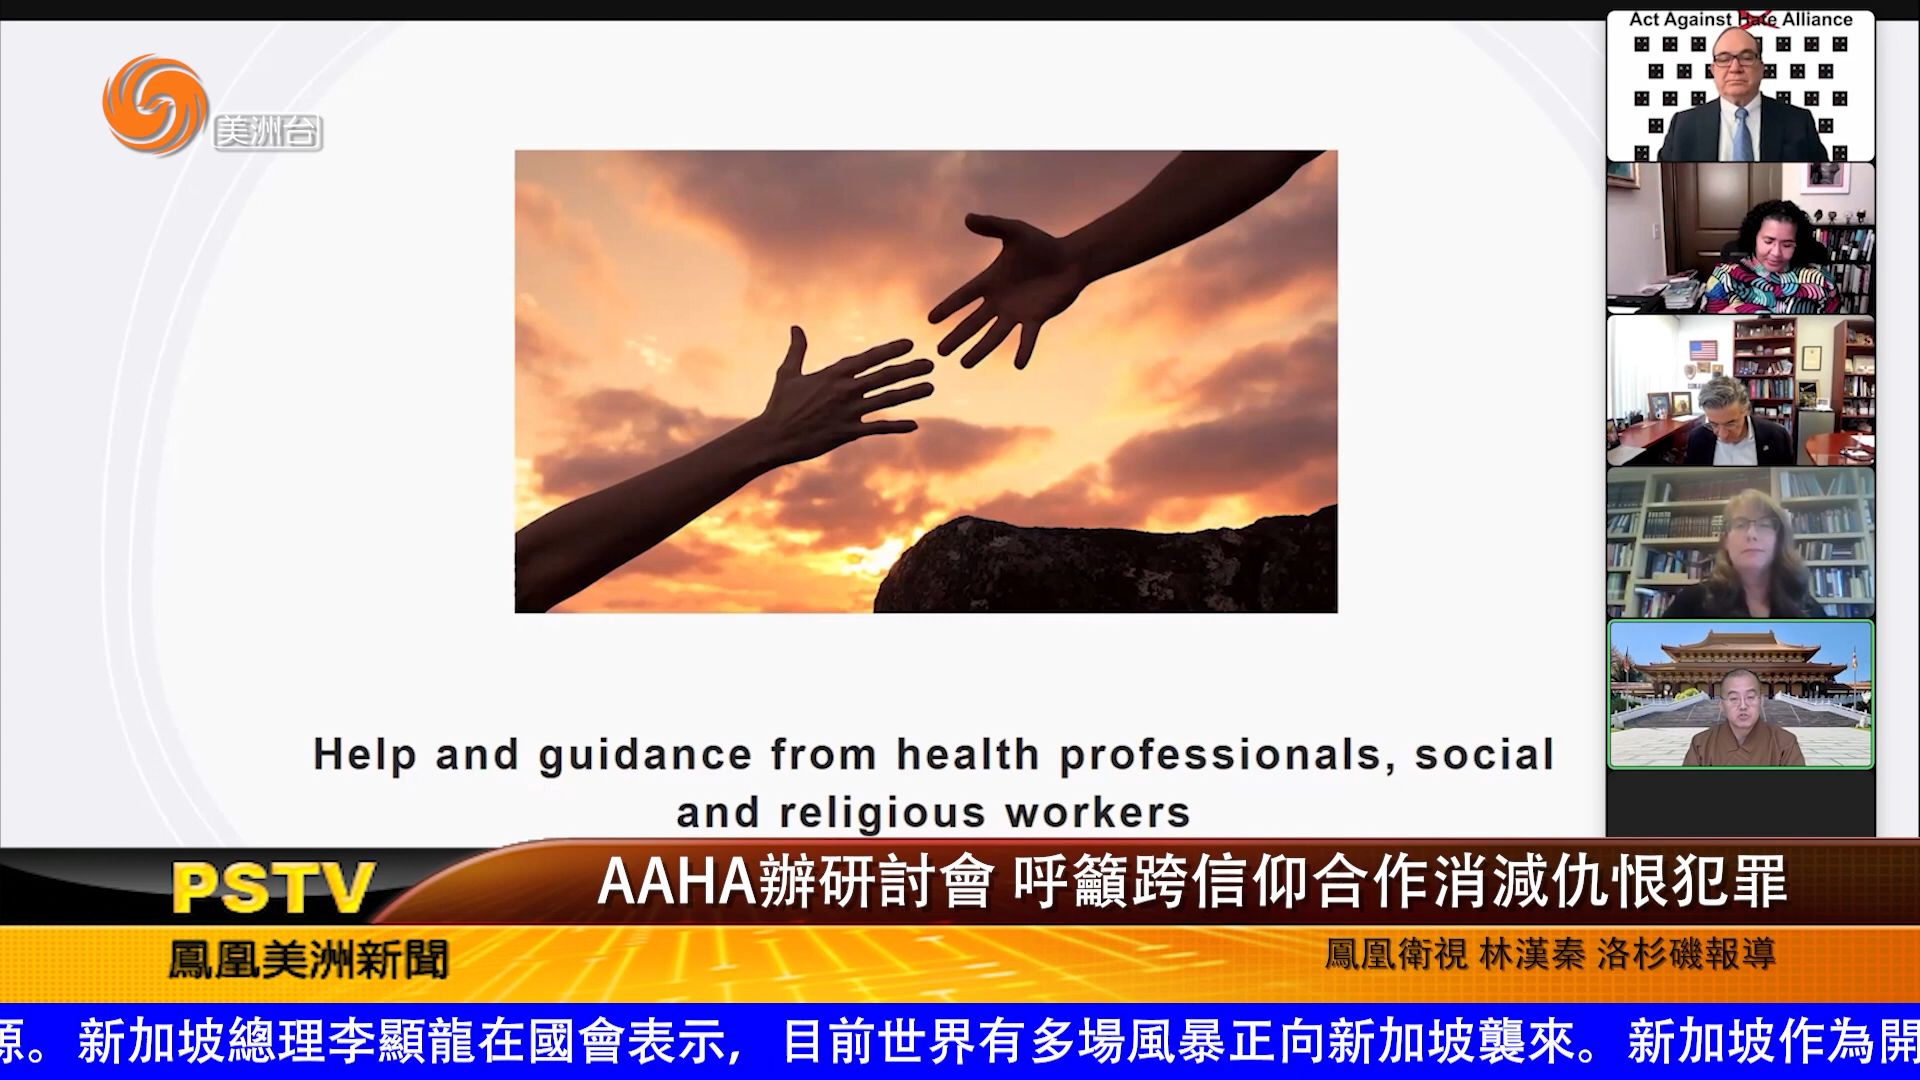 Act Against Hate Alliance
美洲台
Help and guidance from health professionals, social
and religious workers
PSTV
AAHA辦研討會 呼籲跨信仰合作消減仇恨犯罪
鳳凰美洲新聞
鳳凰衛視 林漢秦 洛杉磯報導
源。新加坡總理李顯龍在國會表示，目前世界有多場風暴正向新加坡襲來。新加坡作為開